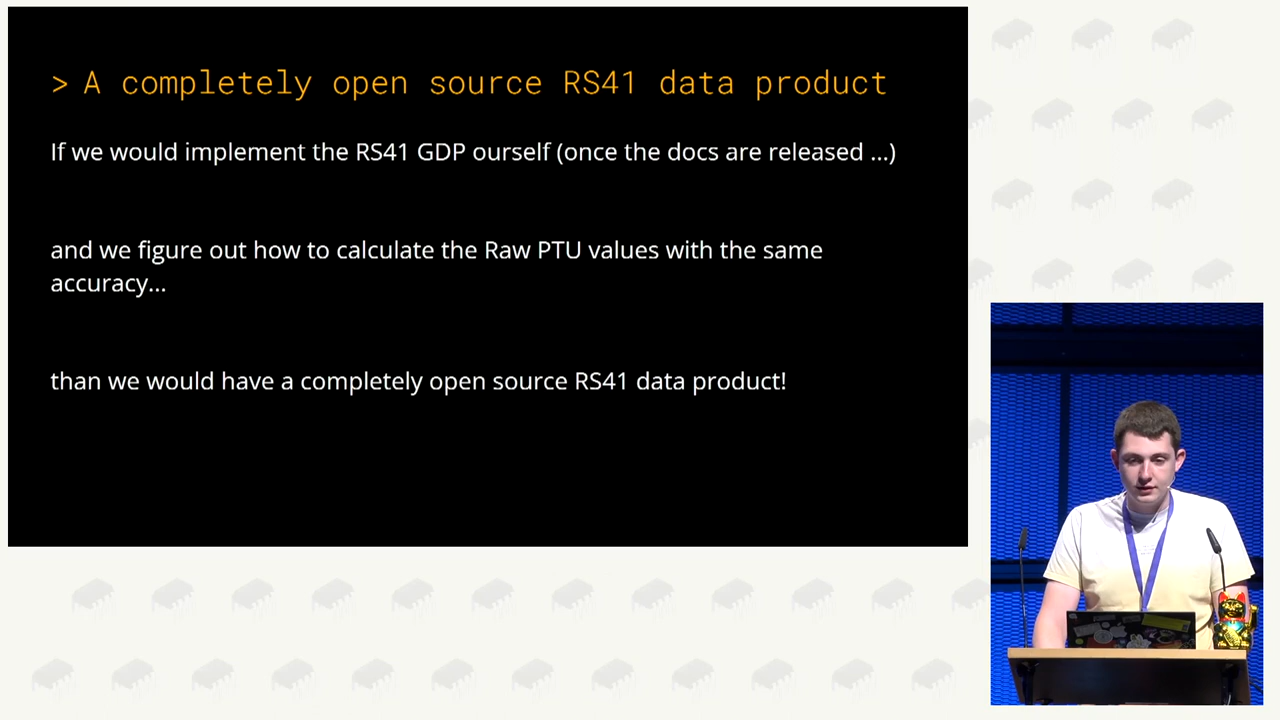 > A completely open source RS41 data product
If we would implement the RS41 GDP ourself (once the docs are released ...)
and we figure out how to calculate the Raw PTU values with the same
accuracy...
than we would have a completely open source RS41 data product!